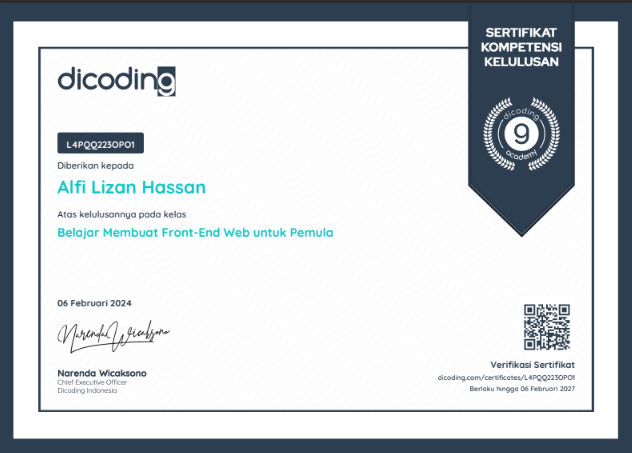 SERTIFIKAT
KOMPETENSI
KELULUSAN
dicoding
dicoding
9
academy
L4PQQ223OPO1
Diberikan kepada
Alfi Lizan Hassan
Atas kelulusannya pada kelas
Belajar Membuat Front-End Web untuk Pemula
06 Februari 2024
Narenda Wicaksono
Narenda Wicaksono
Chief Executive Officer
Dicoding Indonesia
Verifikasi Sertifikat
dicoding.com/certificates/L4PQQ223OPO1
Berlaku hingga 06 Februari 2027